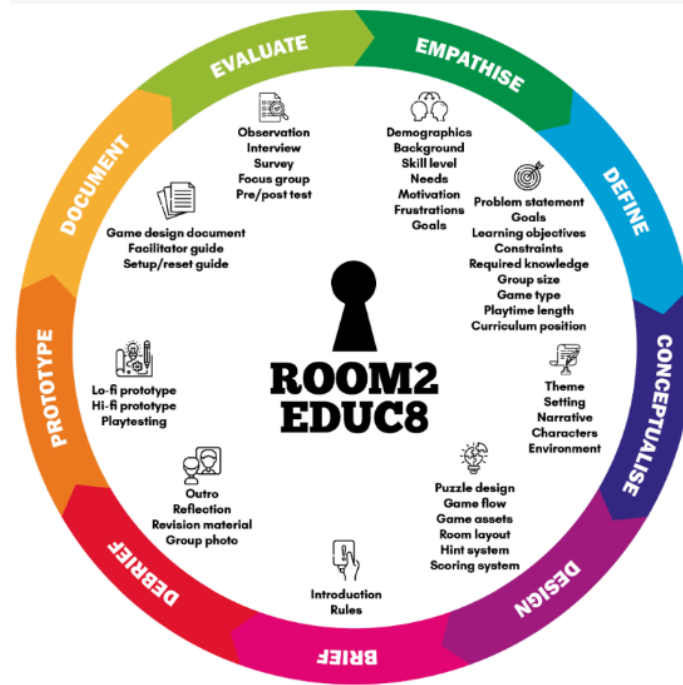 EVALUATE
EMPATHISE
DEFINE
CONCEPTUALISE
DESIGN
BRIEF
DEBRIEF
PROTOTYPE
DOCUMENT
Observation
Interview
Survey
Focus group
Pre/post test
Demographics
Background
Skill level
Needs
Motivation
Frustrations
Goals
Problem statement
Goals
Learning objectives
Constraints
Required knowledge
Group size
Game type
Playtime length
Curriculum position
Theme
Setting
Narrative
Characters
Environment
Puzzle design
Game flow
Game assets
Room layout
Hint system
Scoring system
Introduction
Rules
Outro
Reflection
Revision material
Group photo
Lo-fi prototype
Hi-fi prototype
Playtesting
Game design document
Facilitator guide
Setup/reset guide
ROOM2
EDUC8